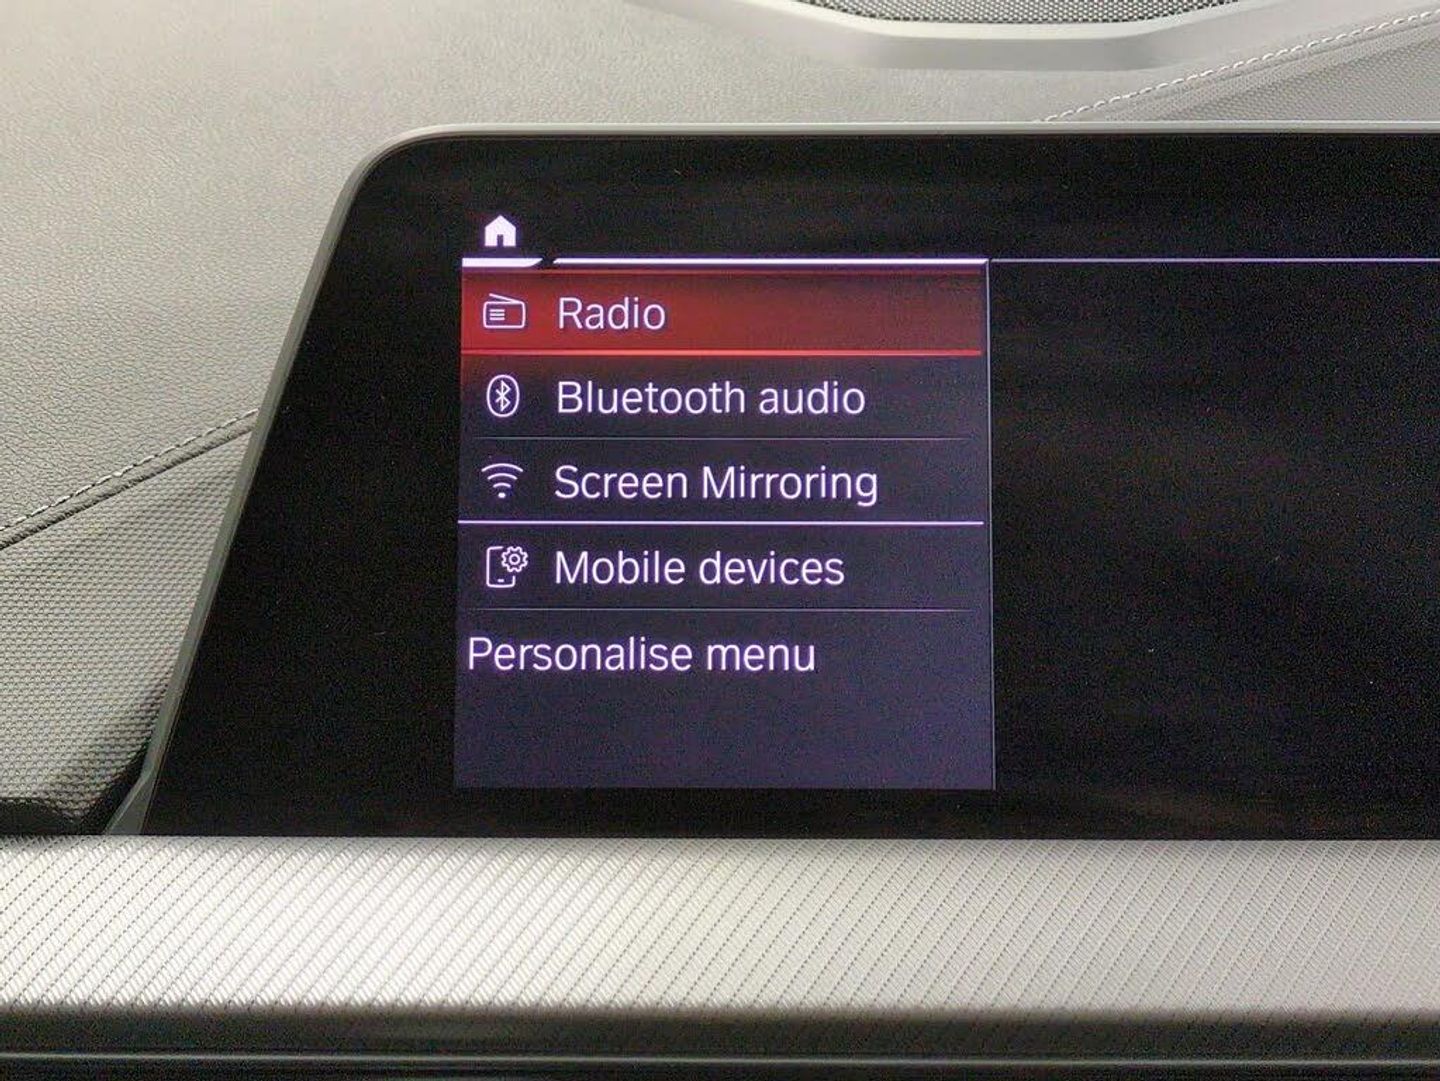 Radio
Bluetooth audio
Screen Mirroring
Mobile devices
Personalise menu